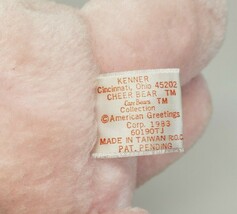 KENNER
Cincinnati, Ohio 45202
CHEER BEAR ™
Care Bears ™
Collection
©American Greetings
Corp. 1983
60190TJ
MADE IN TAIWAN R.O.C
PAT. PENDING